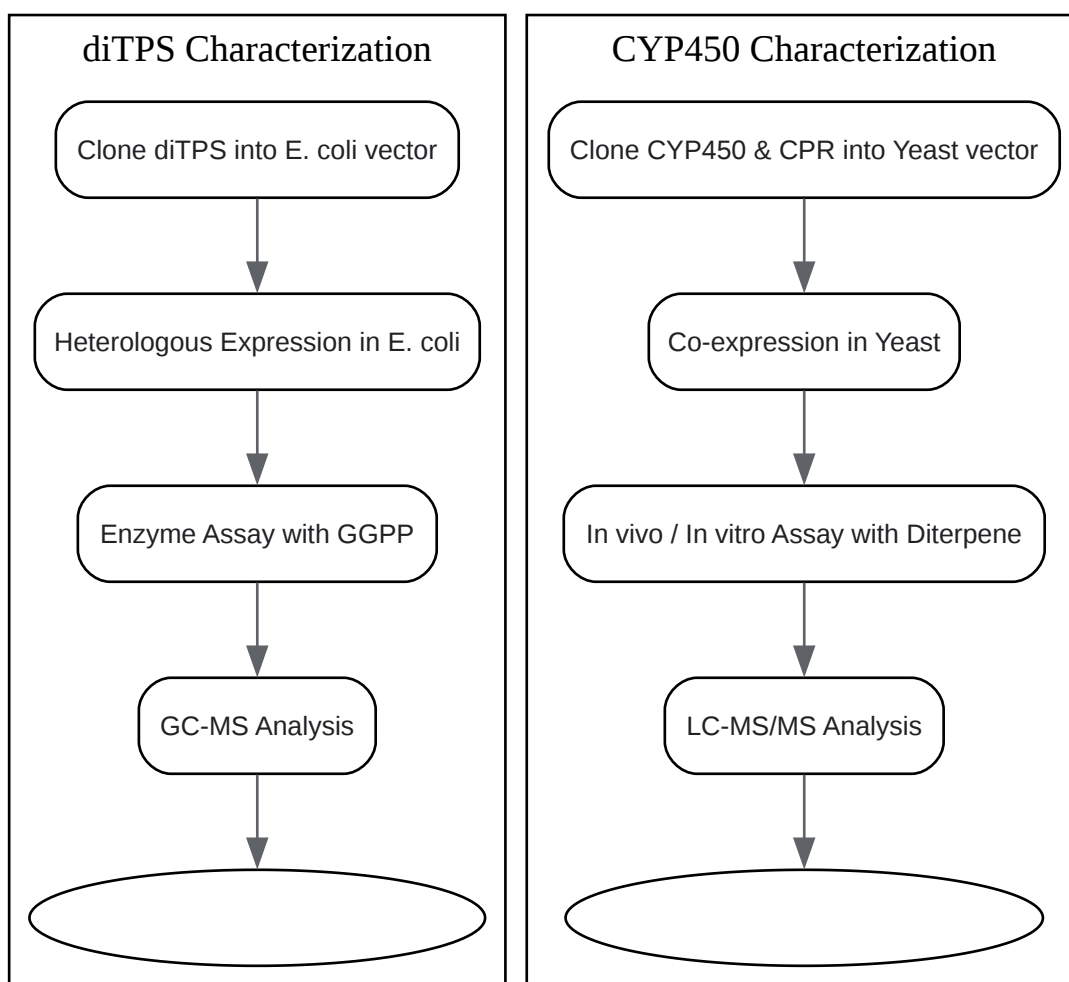 diTPS Characterization
Clone diTPS into E. coli vector
Heterologous Expression in E. coli
Enzyme Assay with GGPP
GC-MS Analysis
CYP450 Characterization
Clone CYP450 & CPR into Yeast vector
Co-expression in Yeast
In vivo / In vitro Assay with Diterpene
LC-MS/MS Analysis